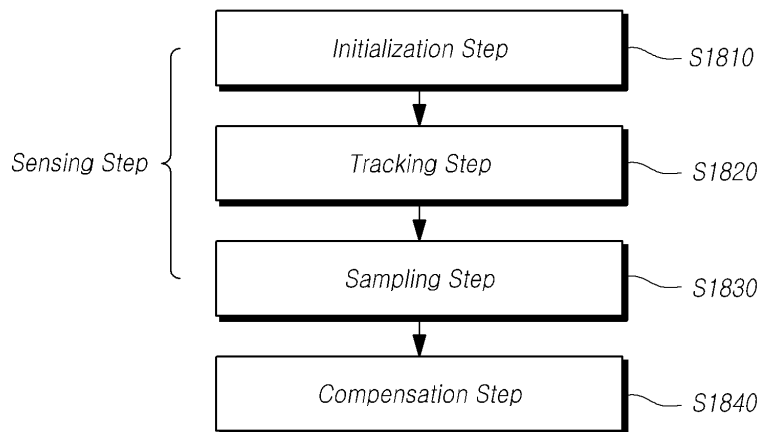 Initialization Step
S1810
Tracking Step
S1820
Sensing Step
Sampling Step
S1830
Compensation Step
S1840